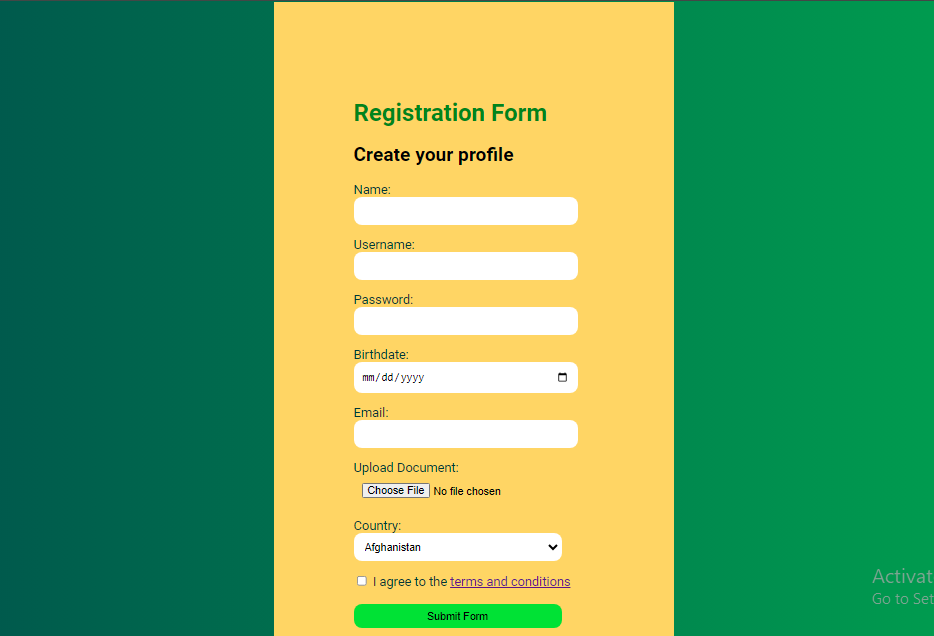 Registration Form
Create your profile
Name:
Username:
Password:
Birthdate:
mm/dd/yyyy
Email:
Upload Document:
Choose File No file chosen
Country:
Afghanistan
I agree to the terms and conditions
Submit Form
Activat
Go to Set